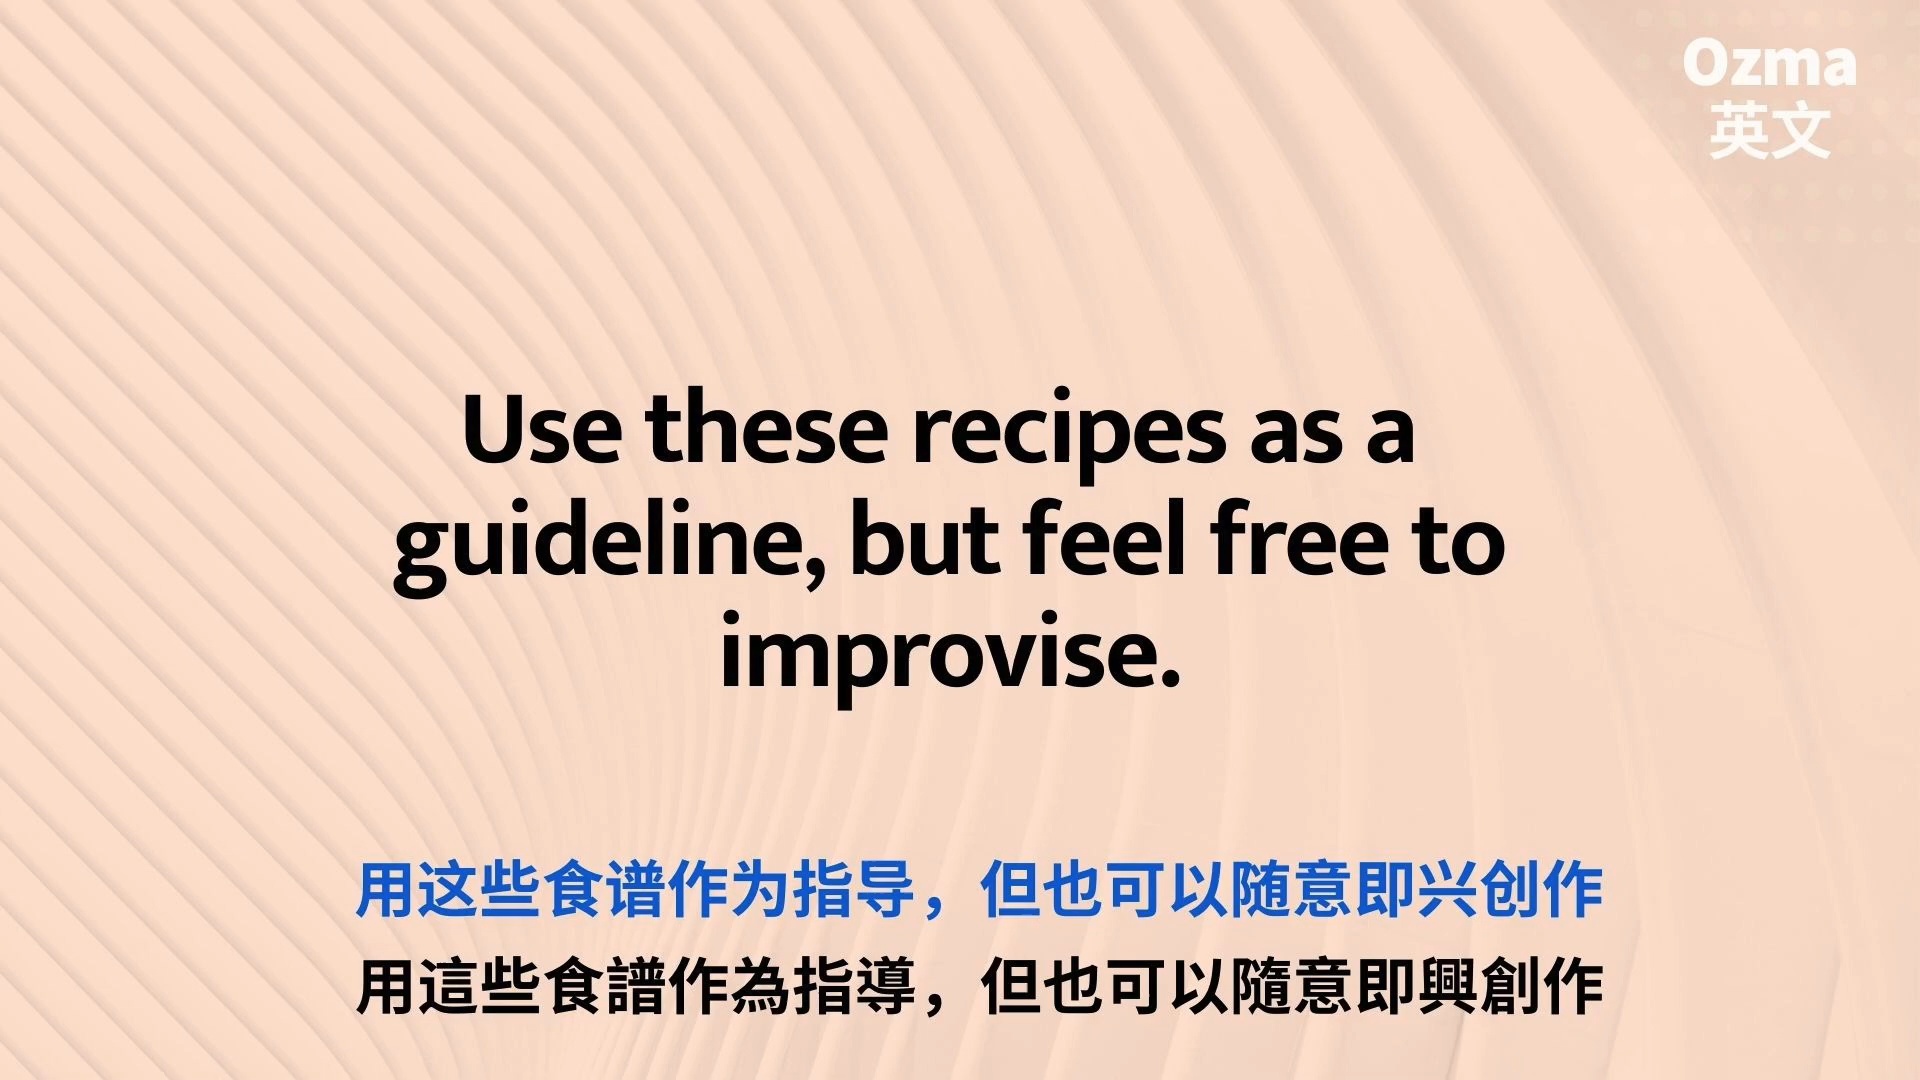 Ozma
英文
Use these recipes as a
guideline, but feel free to
improvise.
用这些食谱作为指导，但也可以随意即兴创作
用這些食譜作為指導，但也可以隨意即興創作